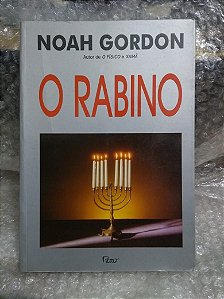 NOAH GORDON
Autor de O FÍSICO e XAMÃ
O RABINO
Rocco